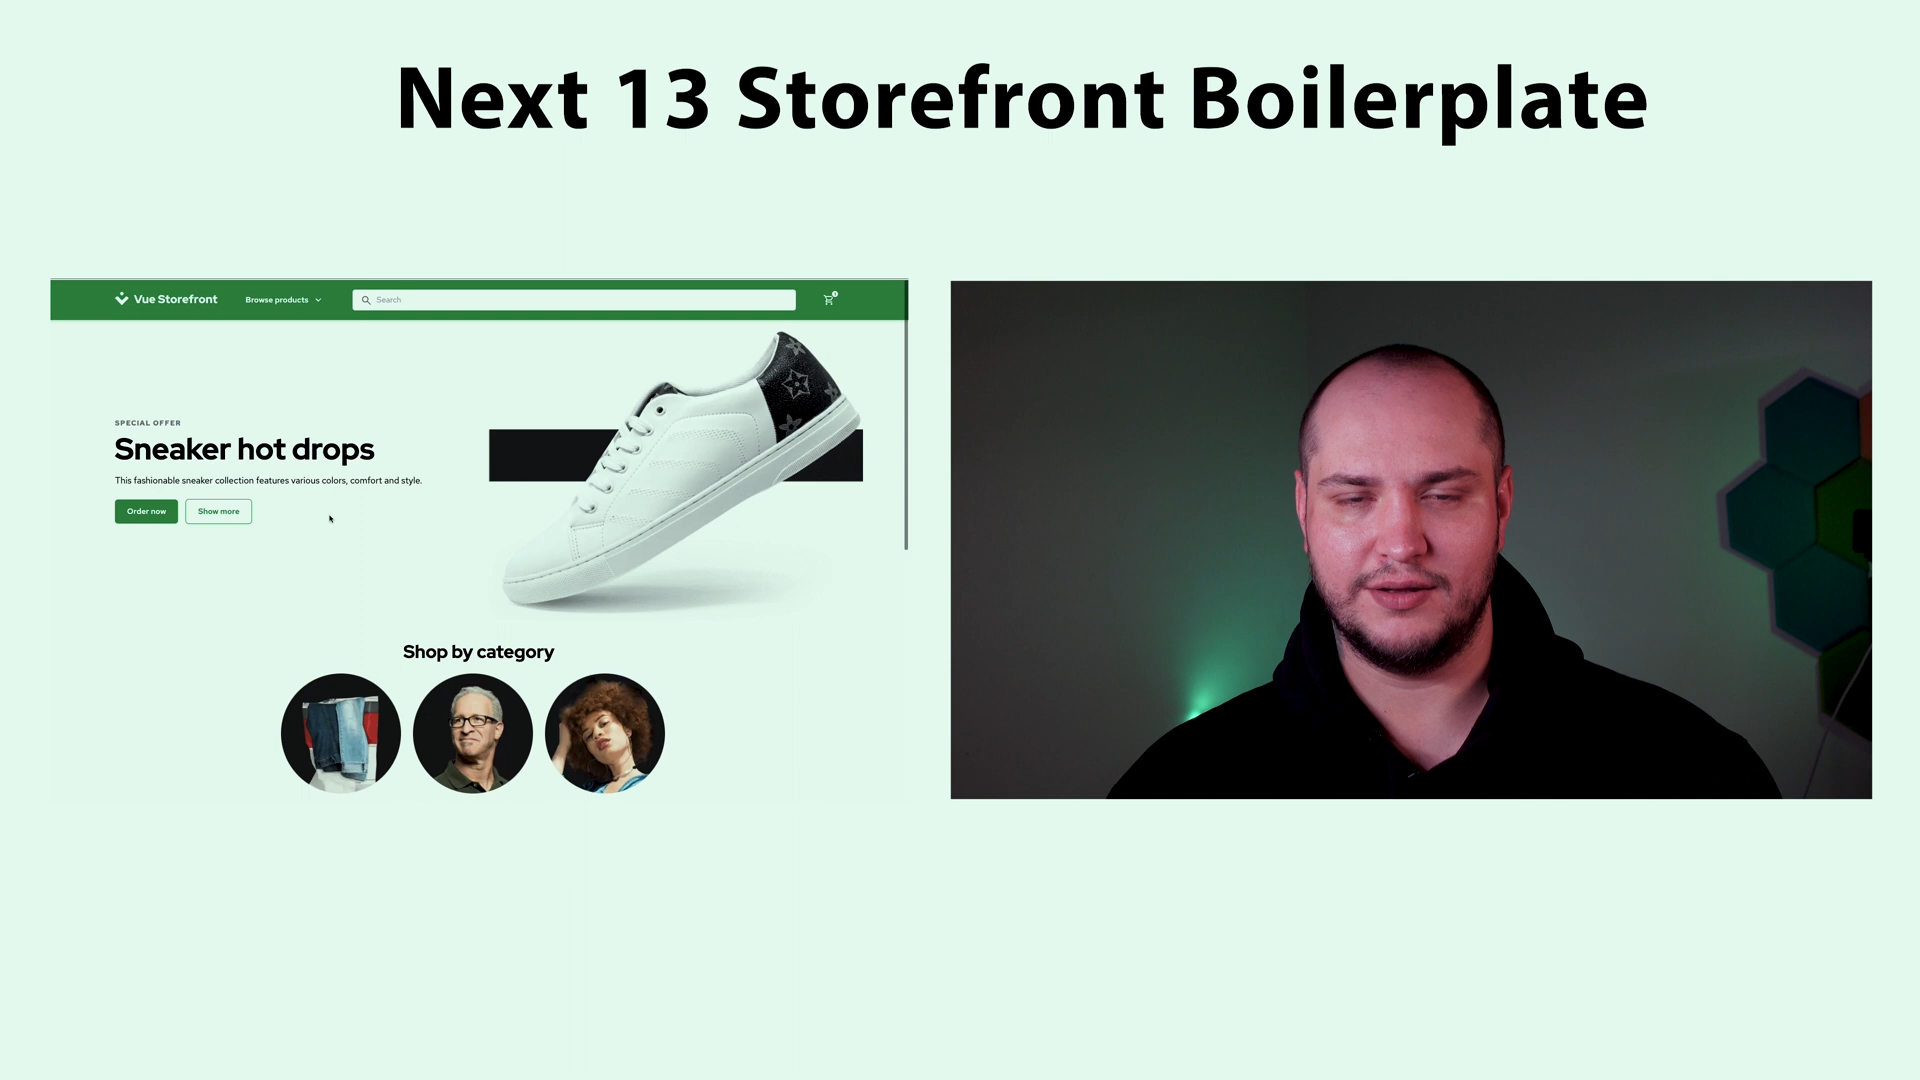 Next 13 Storefront Boilerplate
Vue Storefront
Browse products
Search
SPECIAL OFFER
Sneaker hot drops
This fashionable sneaker collection features various colors, comfort and style.
Order now
Show more
Shop by category